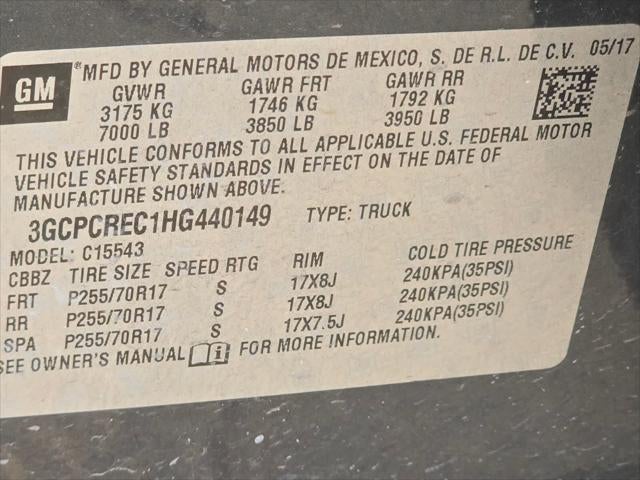 GM ® MFD BY GENERAL MOTORS DE MEXICO, S. DE R.L. DE C.V. 05/17
GVWR GAWR FRT GAWR RR
3175 KG 1746 KG 1792 KG
7000 LB 3850 LB 3950 LB
THIS VEHICLE CONFORMS TO ALL APPLICABLE U.S. FEDERAL MOTOR
VEHICLE SAFETY STANDARDS IN EFFECT ON THE DATE OF
MANUFACTURE SHOWN ABOVE.
3GCPCREC1HG440149 TYPE: TRUCK
MODEL: C15543
CBBZ TIRE SIZE SPEED RTG RIM COLD TIRE PRESSURE
FRT P255/70R17 S 17X8J 240KPA(35PSI)
RR P255/70R17 S 17X8J 240KPA(35PSI)
SPA P255/70R17 S 17X7.5J 240KPA(35PSI)
SEE OWNER'S MANUAL i FOR MORE INFORMATION.